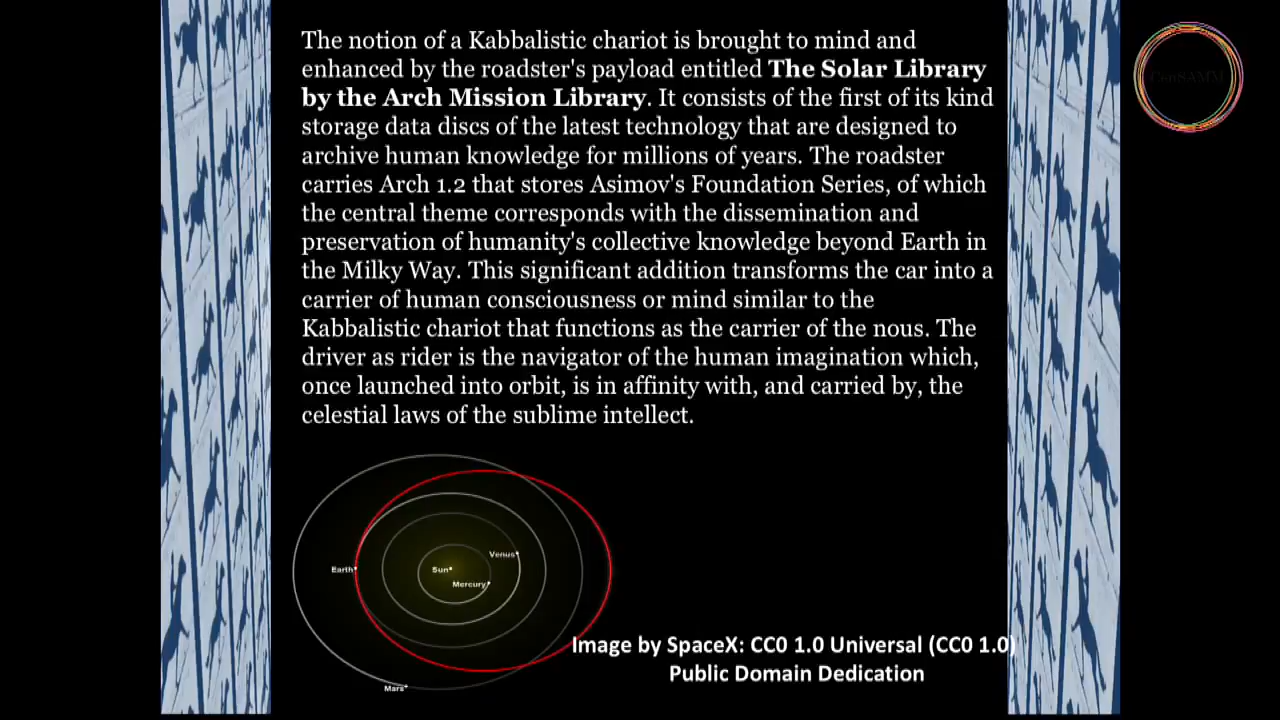 The notion of a Kabbalistic chariot is brought to mind and
enhanced by the roadster's payload entitled The Solar Library
by the Arch Mission Library. It consists of the first of its kind
storage data discs of the latest technology that are designed to
archive human knowledge for millions of years. The roadster
carries Arch 1.2 that stores Asimov's Foundation Series, of which
the central theme corresponds with the dissemination and
preservation of humanity's collective knowledge beyond Earth in
the Milky Way. This significant addition transforms the car into a
carrier of human consciousness or mind similar to the
Kabbalistic chariot that functions as the carrier of the nous. The
driver as rider is the navigator of the human imagination which,
once launched into orbit, is in affinity with, and carried by, the
celestial laws of the sublime intellect.
CenSAMM
Venus
Earth
Sun
Mercury
Mars
Image by SpaceX: CC0 1.0 Universal (CC0 1.0)
Public Domain Dedication